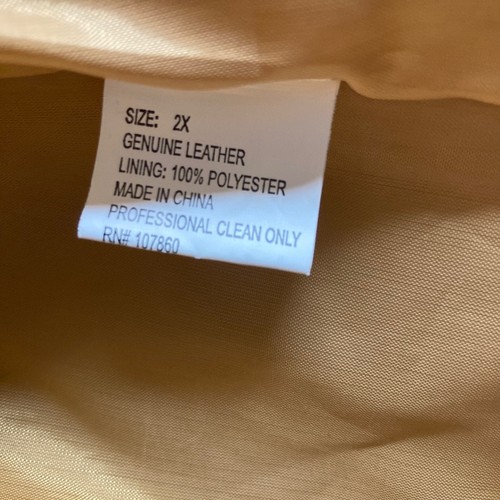 SIZE: 2X
GENUINE LEATHER
LINING: 100% POLYESTER
MADE IN CHINA
PROFESSIONAL CLEAN ONLY
RN# 107860